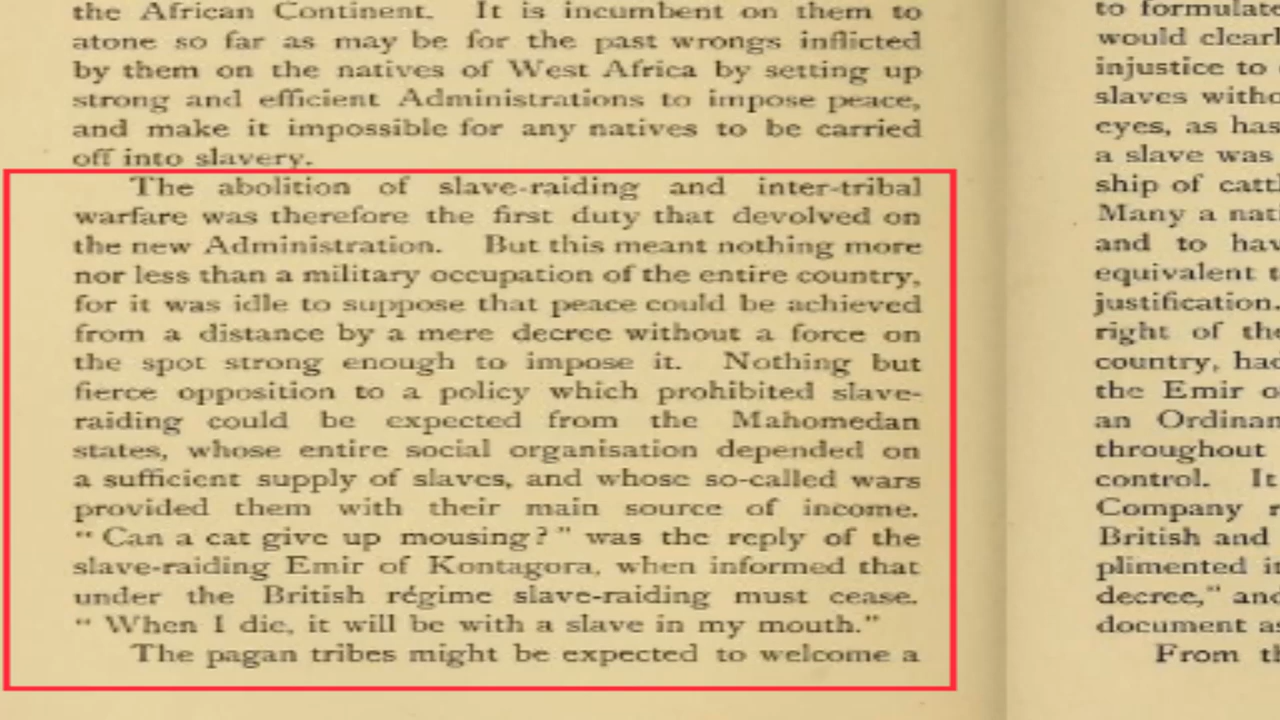 the African Continent. It is incumbent on them to
atone so far as may be for the past wrongs inflicted
by them on the natives of West Africa by setting up
strong and efficient Administrations to impose peace,
and make it impossible for any natives to be carried
off into slavery.
The abolition of slave-raiding and inter-tribal
warfare was therefore the first duty that devolved on
the new Administration. But this meant nothing more
nor less than a military occupation of the entire country,
for it was idle to suppose that peace could be achieved
from a distance by a mere decree without a force on
the spot strong enough to impose it. Nothing but
fierce opposition to a policy which prohibited slave-
raiding could be expected from the Mahomedan
states, whose entire social organisation depended on
a sufficient supply of slaves, and whose so-called wars
provided them with their main source of income.
"Can a cat give up mousing?" was the reply of the
slave-raiding Emir of Kontagora, when informed that
under the British régime slave-raiding must cease.
"When I die, it will be with a slave in my mouth."
The pagan tribes might be expected to welcome a
to formulate
would clearl
injustice to
slaves witho
eyes, as has
a slave was
ship of catt
Many a nat
and to hav
equivalent t
justification.
right of the
country, had
the Emir o
an Ordinan
throughout
control. It
Company r
British and
plimented i
decree," and
document as
From th